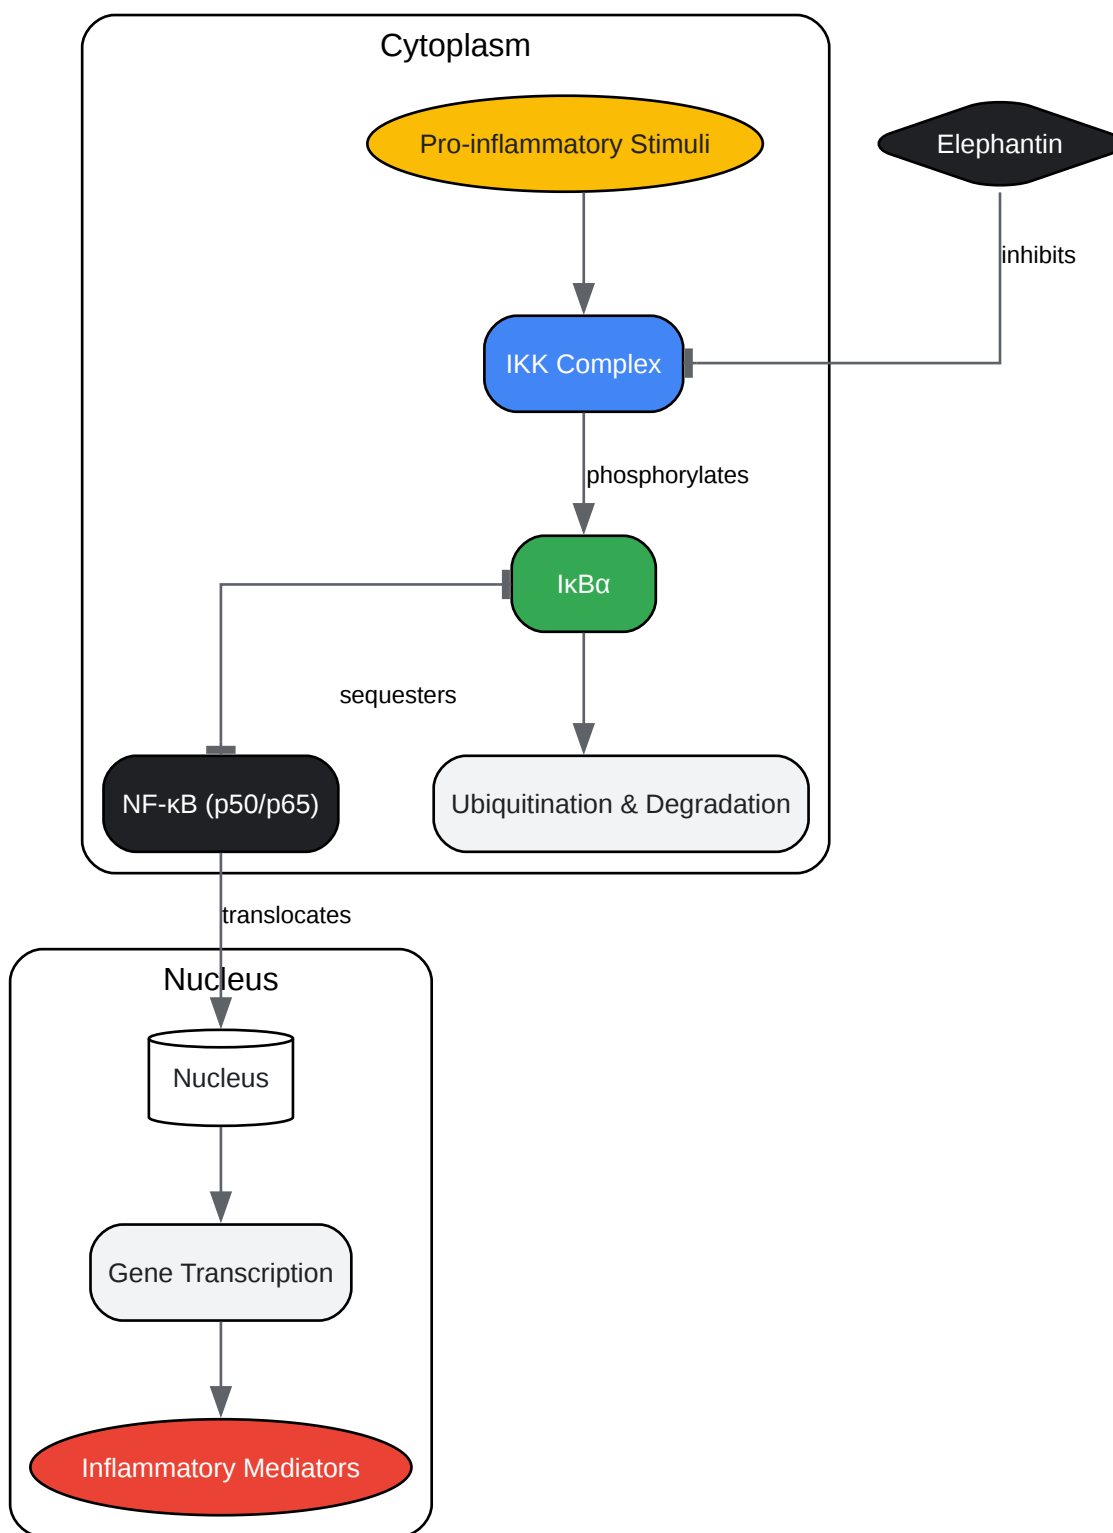 Cytoplasm
Pro-inflammatory Stimuli
Elephantin
inhibits
IKK Complex
phosphorylates
IκBα
sequesters
NF-κB (p50/p65)
Ubiquitination & Degradation
translocates
Nucleus
Nucleus
Gene Transcription
Inflammatory Mediators